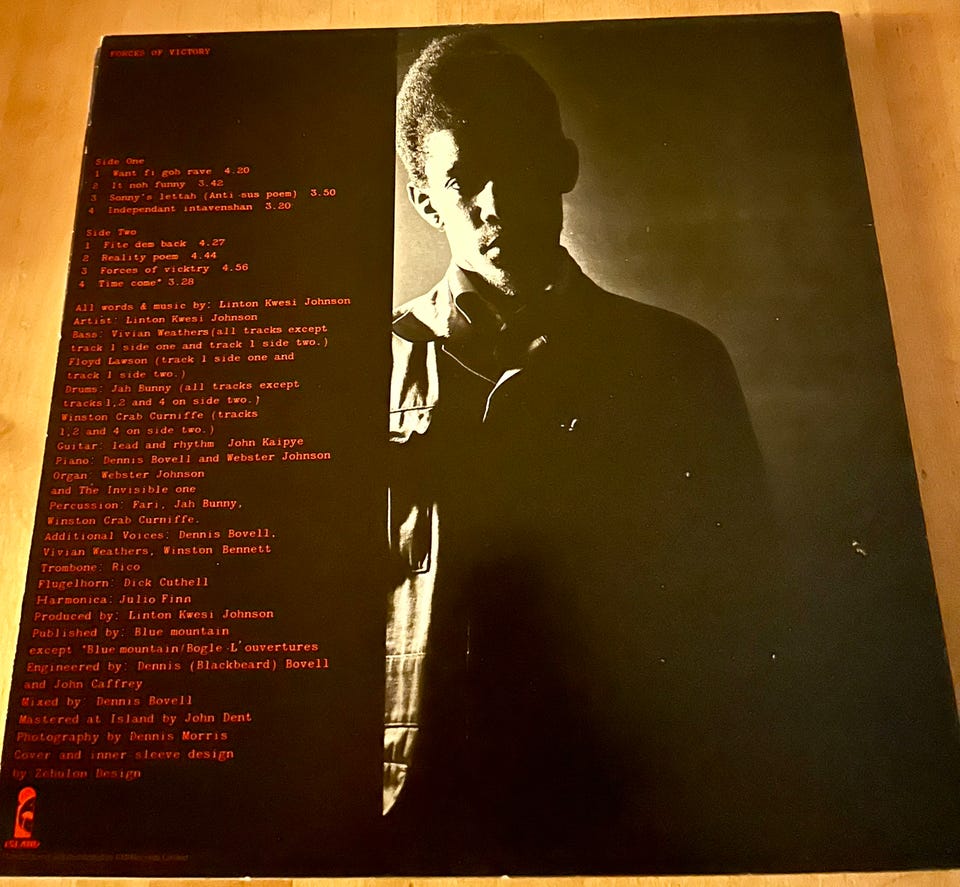 FORCES OF VICTORY
Side One
1 Want fi goh rave 4.20
2 It noh funny 3.42
3 Sonny's lettah (Anti-sus poem) 3.50
4 Independant intavenshan 3.20
Side Two
1 Fite dem back 4.27
2 Reality poem 4.44
3 Forces of vicktry 4.56
4 Time come* 3.28
All words & music by: Linton Kwesi Johnson
Artist: Linton Kwesi Johnson
Bass: Vivian Weathers(all tracks except
track 1 side one and track 1 side two.)
Floyd Lawson (track 1 side one and
track 1 side two.)
Drums: Jah Bunny (all tracks except
tracks 1,2 and 4 on side two.)
Winston Crab Curniffe (tracks
1,2 and 4 on side two.)
Guitar: lead and rhythm John Kaipye
Piano: Dennis Bovell and Webster Johnson
Organ: Webster Johnson
and The Invisible one
Percussion: Fari, Jah Bunny,
Winston Crab Curniffe.
Additional Voices: Dennis Bovell.
Vivian Weathers, Winston Bennett
Trombone: Rico
Flugelhorn: Dick Cuthell
Harmonica: Julio Finn
Produced by: Linton Kwesi Johnson
Published by: Blue mountain
except *Blue mountain/Bogle-L'ouvertures
Engineered by: Dennis (Blackbeard) Bovell
and John Caffrey
Mixed by: Dennis Bovell
Mastered at Island by John Dent
Photography by Dennis Morris
Cover and inner sleeve design
by Zebulon Design
ISLAND